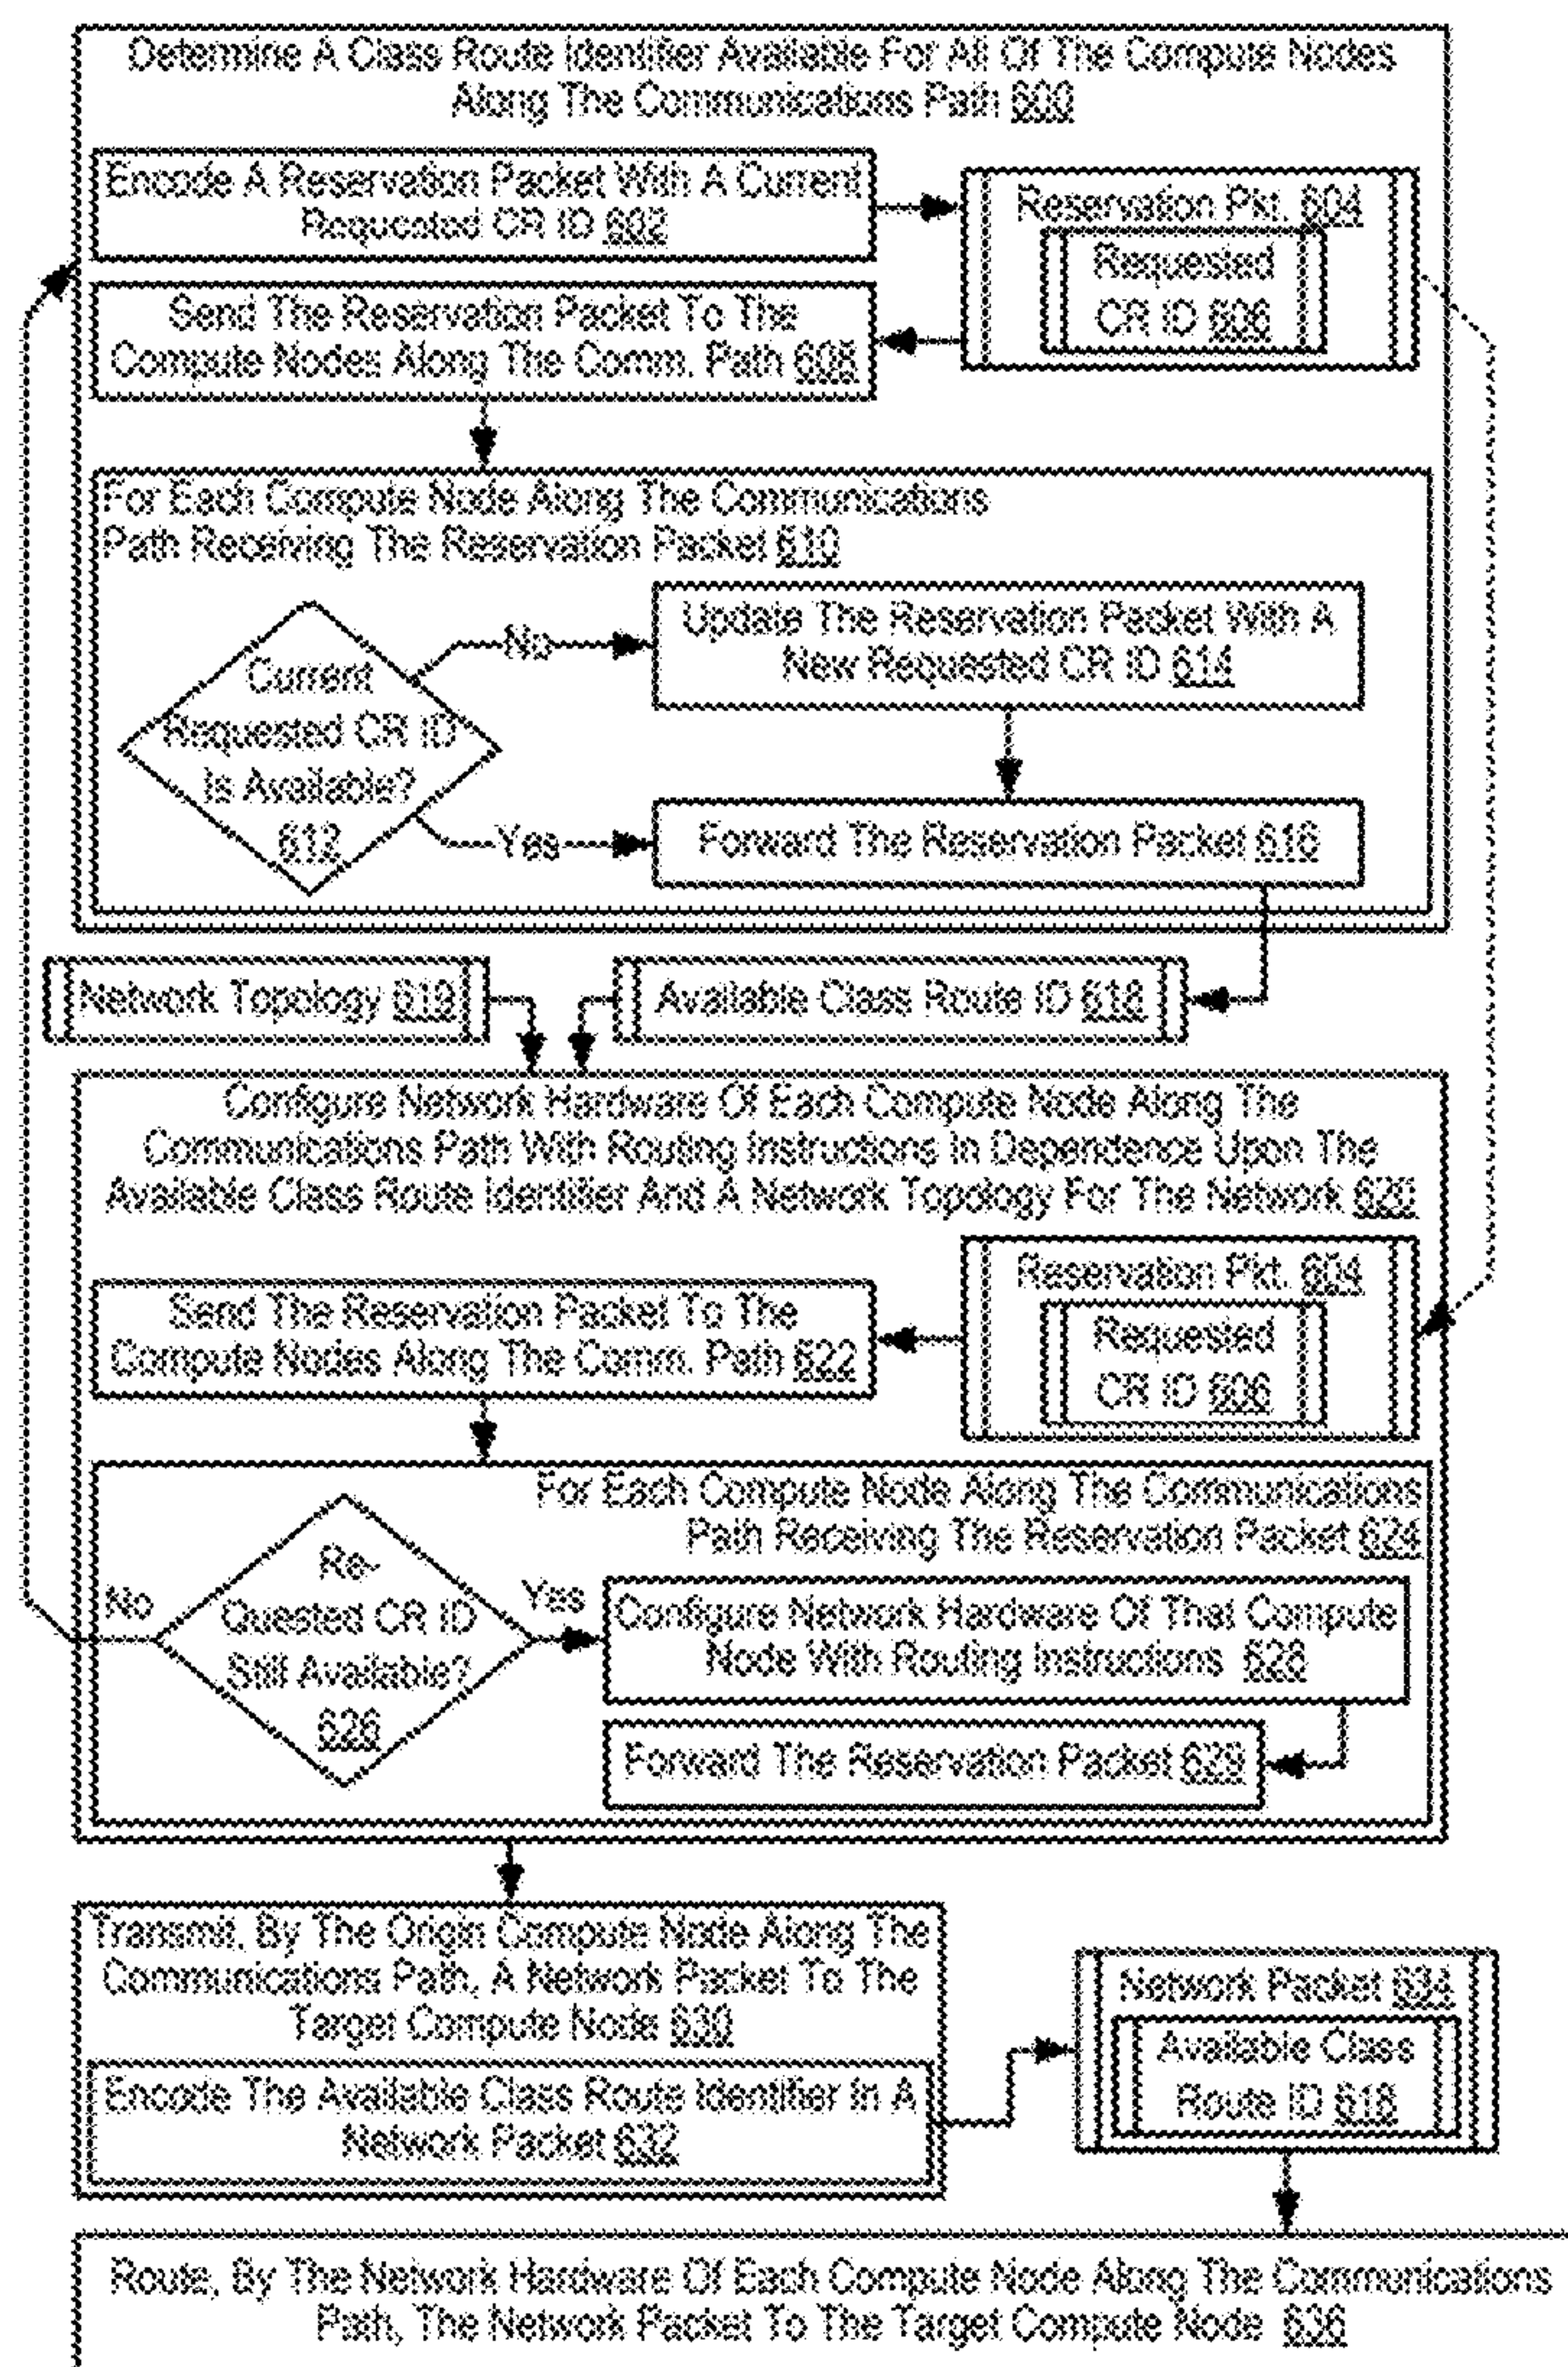 Determine A Class Route Identifier Available For All Of The Compute Nodes
Along The Communications Path 600
Encode A Reservation Packet With A Current
Requested CR ID 602
Reservation Pkt. 604
Requested
CR ID 606
Send The Reservation Packet To The
Compute Nodes Along The Comm. Path 608
For Each Compute Node Along The Communications
Path Receiving The Reservation Packet 610
Current
Requested CR ID
Is Available?
612
No
Update The Reservation Packet With A
New Requested CR ID 614
Yes
Forward The Reservation Packet 616
Network Topology 619
Available Class Route ID 618
Configure Network Hardware Of Each Compute Node Along The
Communications Path With Routing Instructions In Dependence Upon The
Available Class Route Identifier And A Network Topology For The Network 620
Reservation Pkt. 604
Requested
CR ID 606
Send The Reservation Packet To The
Compute Nodes Along The Comm. Path 622
For Each Compute Node Along The Communications
Path Receiving The Reservation Packet 624
No
Re-
Quested CR ID
Still Available?
626
Yes
Configure Network Hardware Of That Compute
Node With Routing Instructions 628
Forward The Reservation Packet 629
Transmit, By The Origin Compute Node Along The
Communications Path, A Network Packet To The
Target Compute Node 630
Encode The Available Class Route Identifier In A
Network Packet 632
Network Packet 634
Available Class
Route ID 618
Route, By The Network Hardware Of Each Compute Node Along The Communications
Path, The Network Packet To The Target Compute Node 636